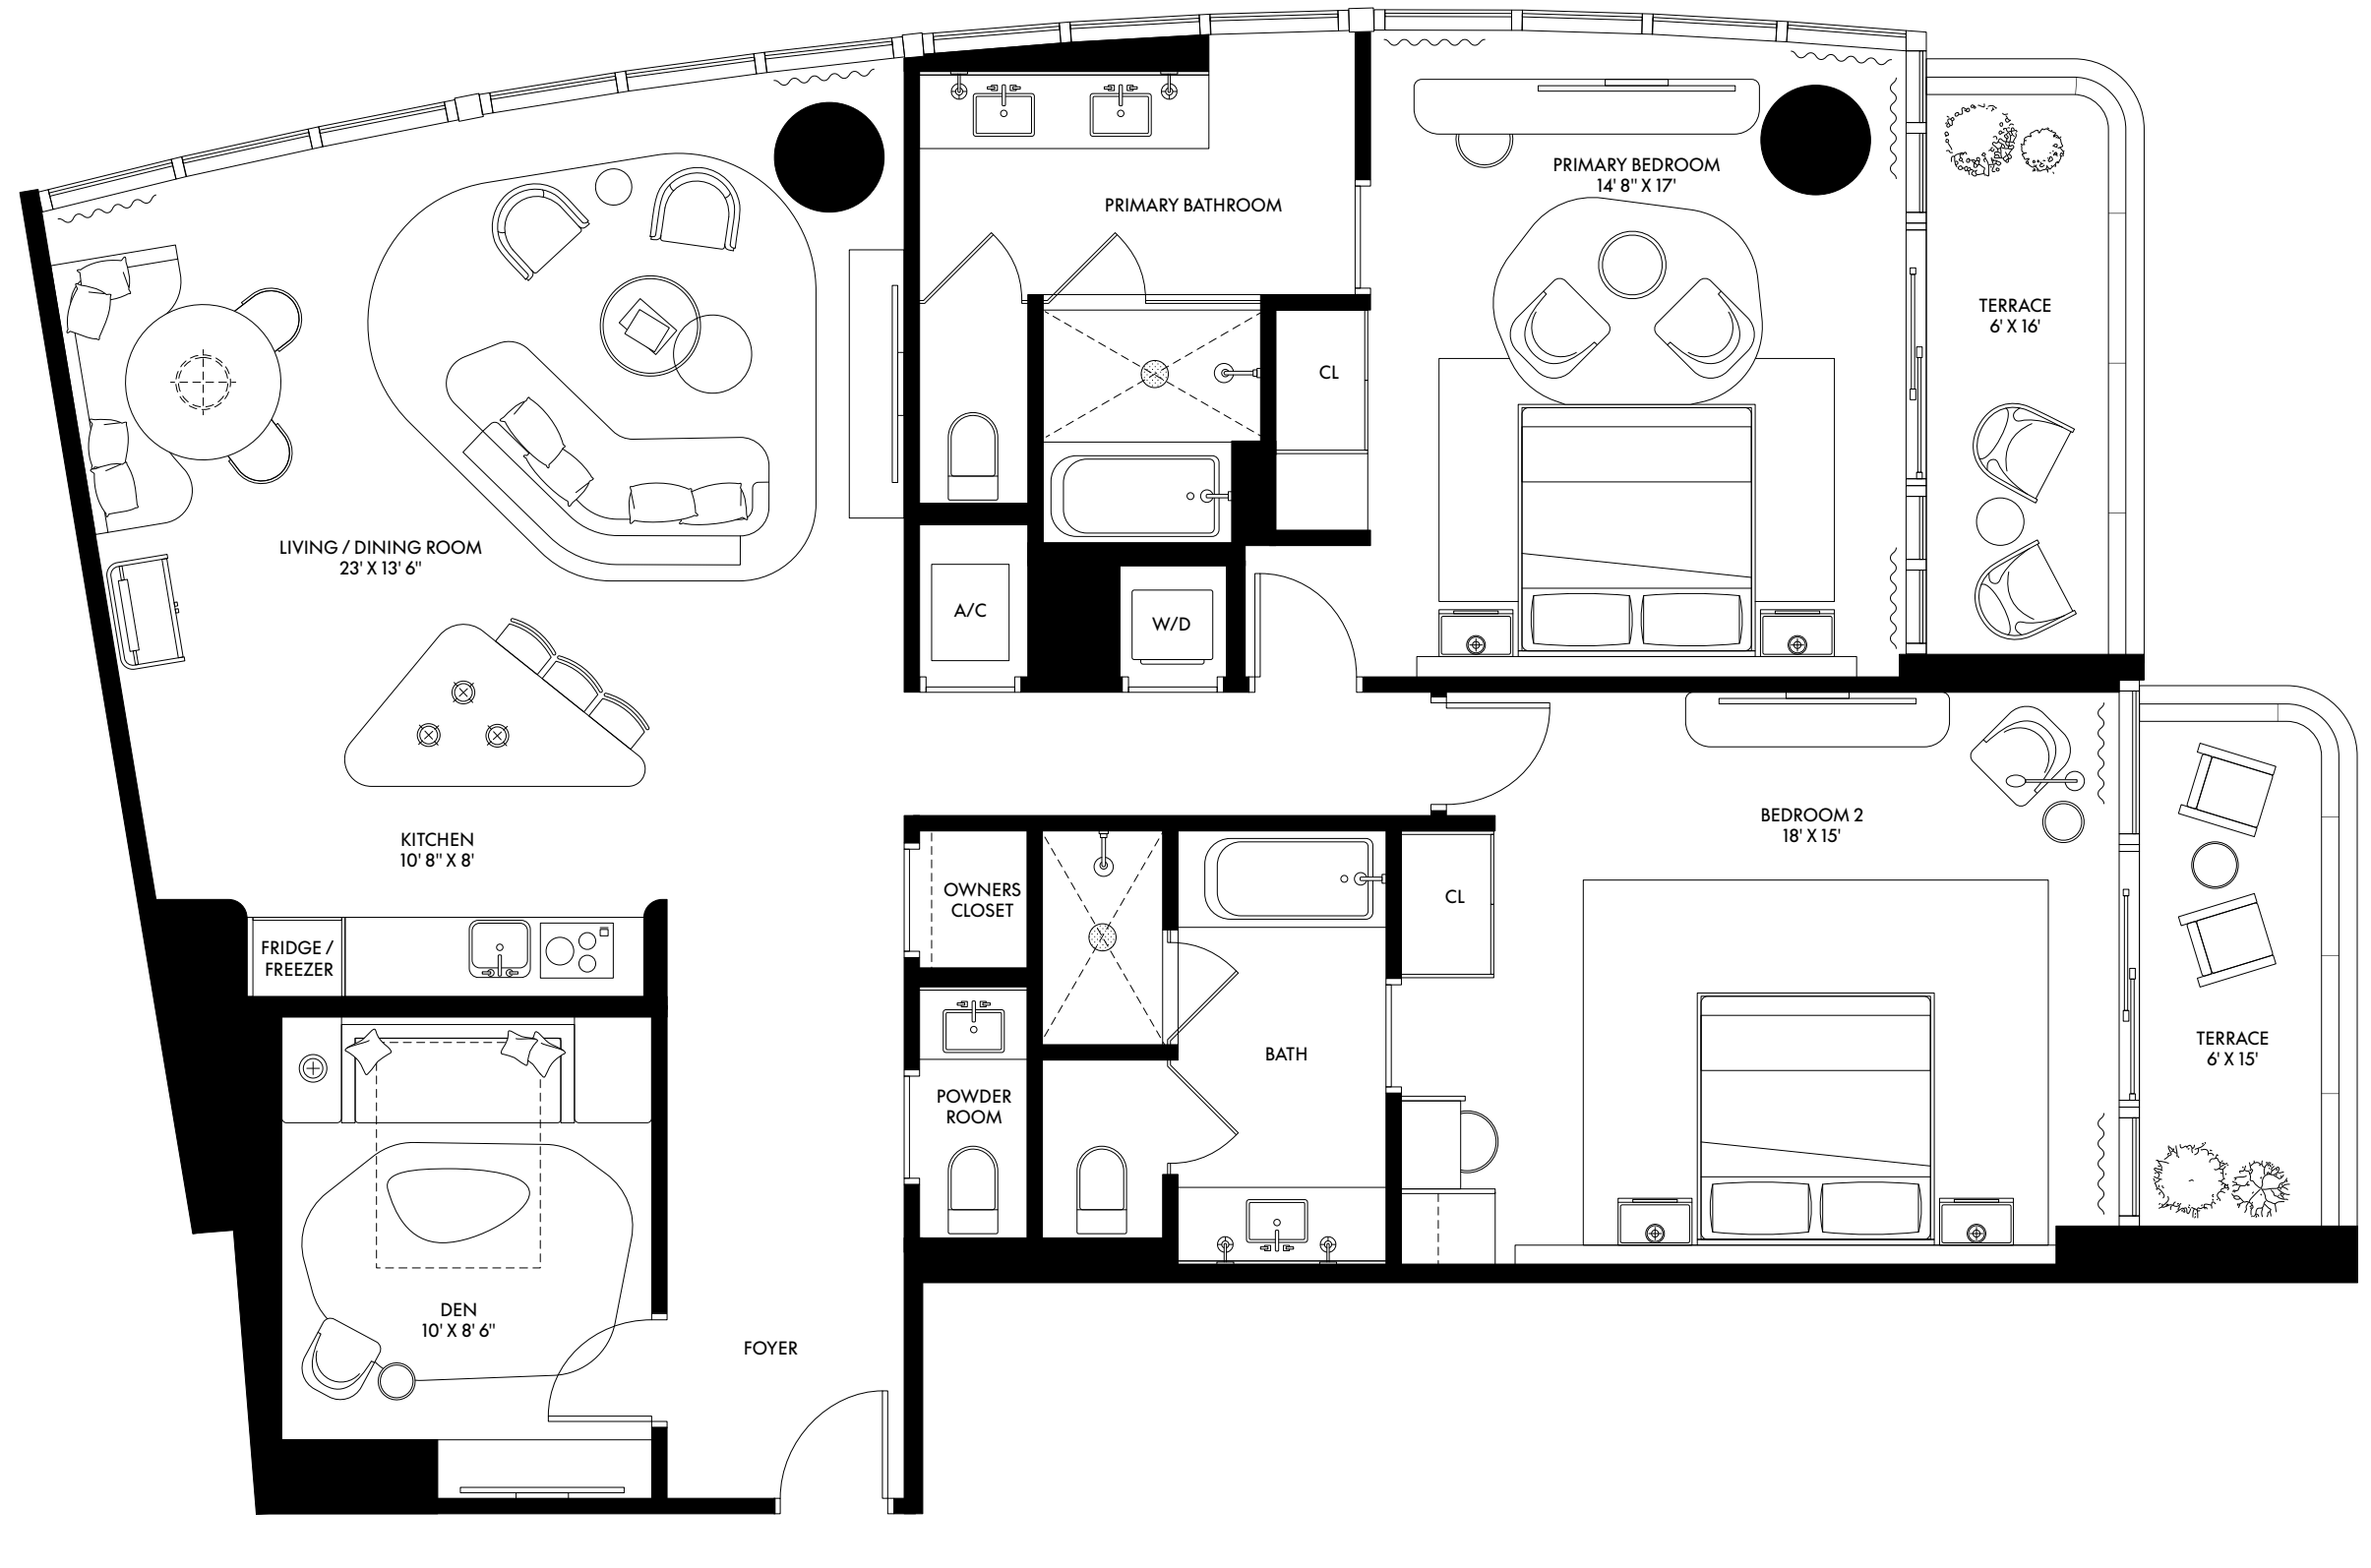 PRIMARY BEDROOM
14' 8" X 17'
PRIMARY BATHROOM
TERRACE
6' X 16'
CL
LIVING / DINING ROOM
23' X 13' 6"
A/C
W/D
BEDROOM 2
18' X 15'
KITCHEN
10' 8" X 8'
OWNERS
CLOSET
CL
FRIDGE /
FREEZER
TERRACE
6' X 15'
BATH
POWDER
ROOM
DEN
10' X 8' 6"
FOYER